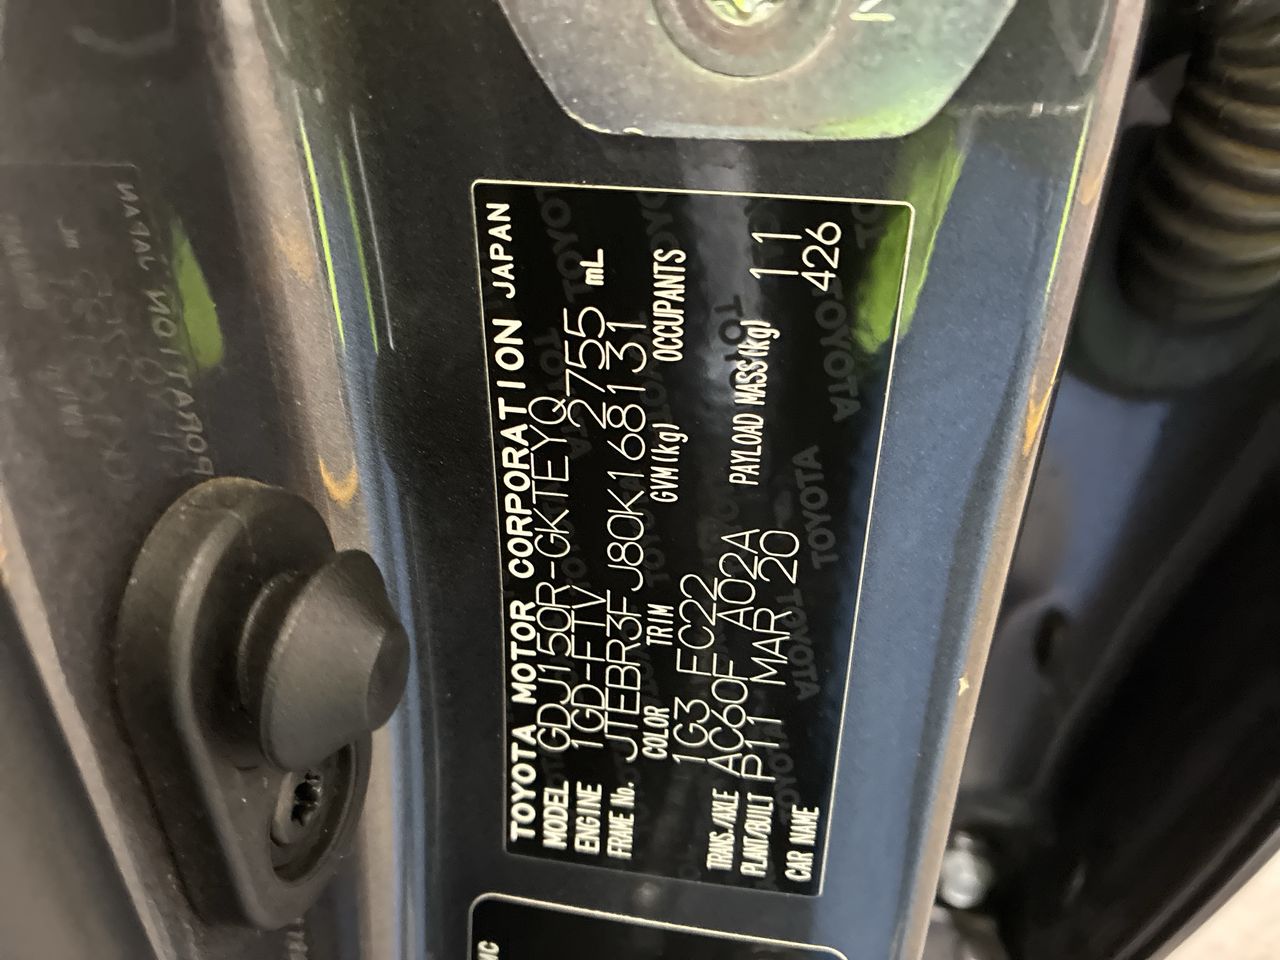 TOYOTA MOTOR CORPORATION JAPAN
MODEL GDJ150R-GKTEYQ
ENGINE 1GD-FTV 2755 mL
FRAME No. JTEBR3FJ80K168131
COLOR TRIM GVM(kg) OCCUPANTS
1G3 FC22 11
TRANS./AXLE AC60F A02A PAYLOAD MASS(kg) 426
PLANT/BUILT P11 MAR 20
CAR NAME
MC